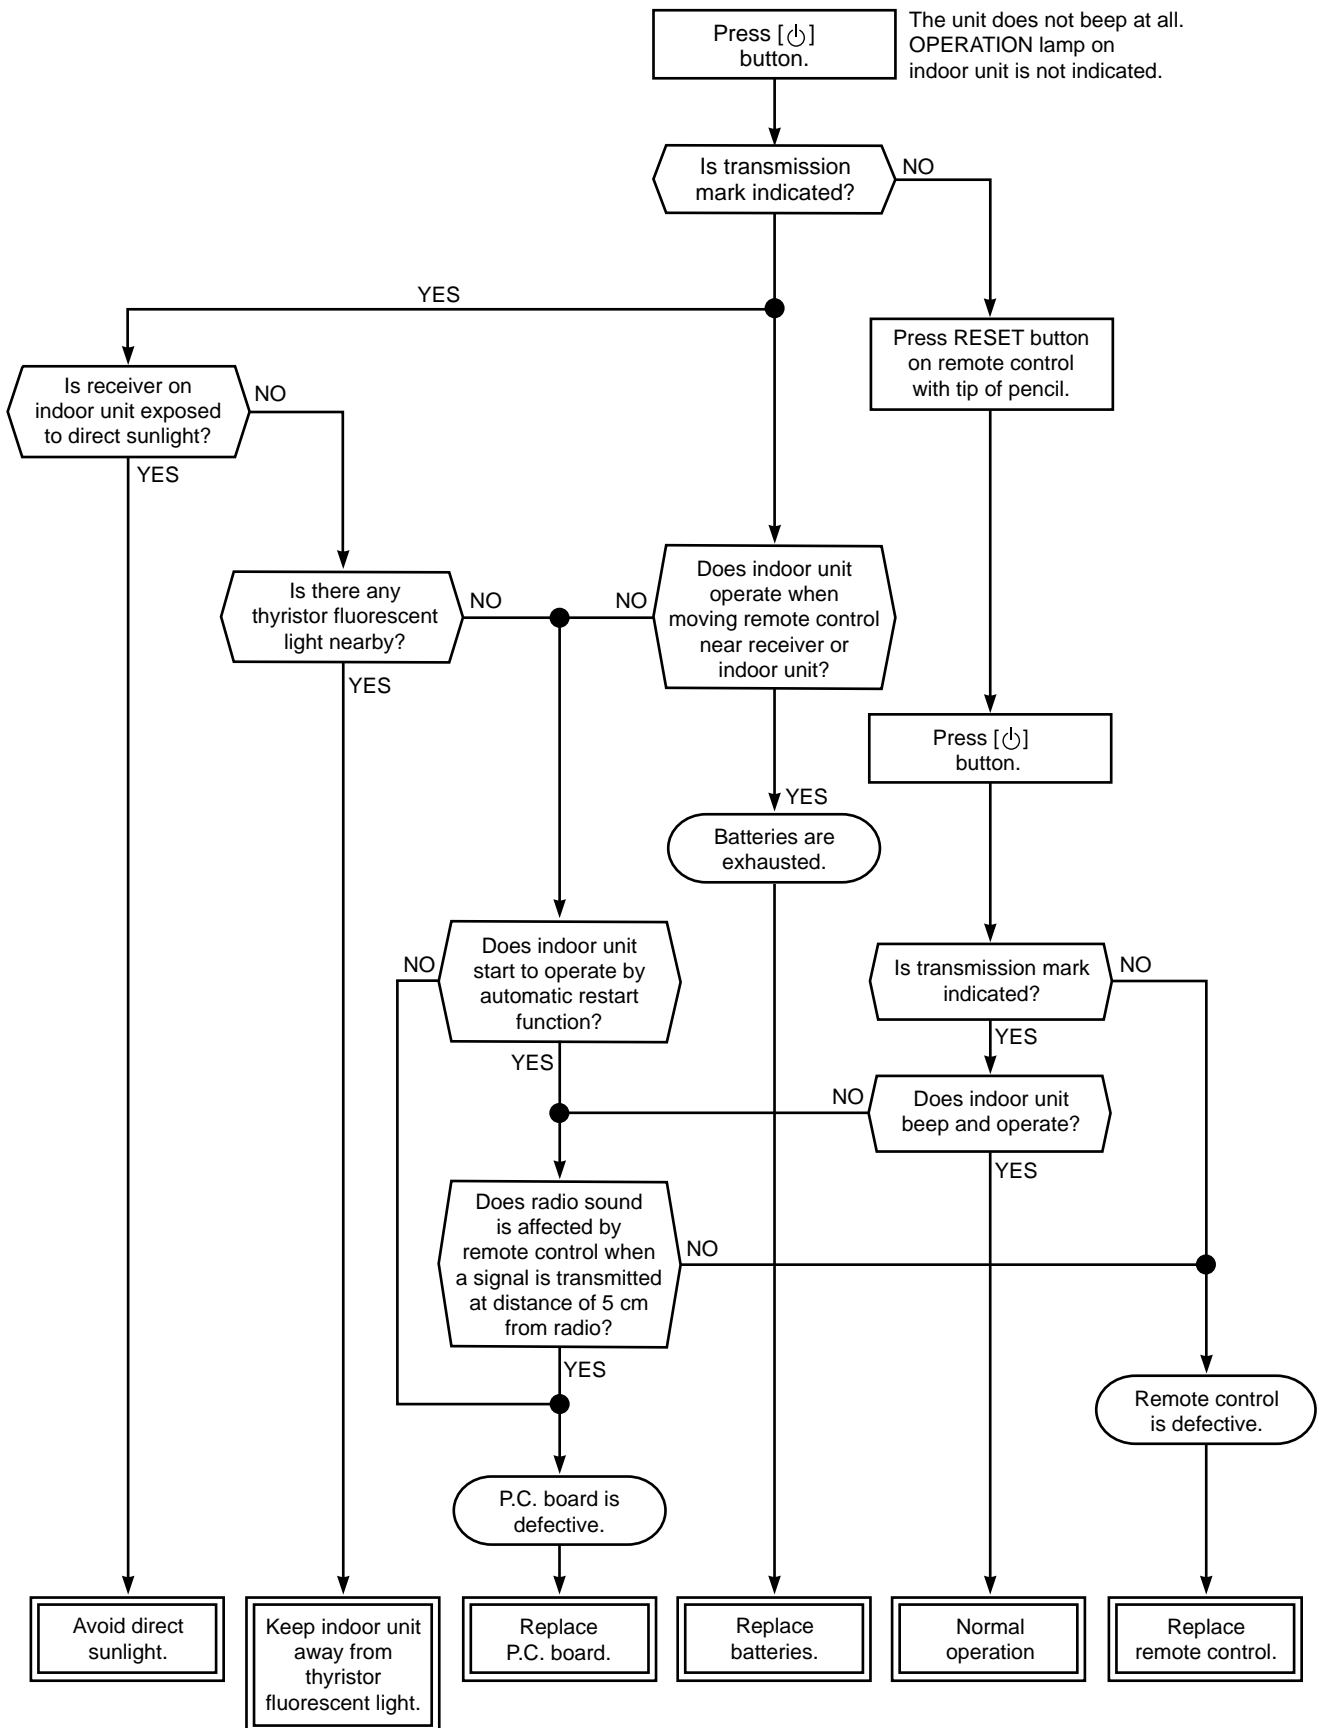 Press [⏻]
button.
The unit does not beep at all.
OPERATION lamp on
indoor unit is not indicated.
Is transmission
mark indicated?
NO
YES
Press RESET button
on remote control
with tip of pencil.
Is receiver on
indoor unit exposed
to direct sunlight?
NO
YES
Is there any
thyristor fluorescent
light nearby?
NO
YES
NO
Does indoor unit
operate when
moving remote control
near receiver or
indoor unit?
YES
Press [⏻]
button.
Batteries are
exhausted.
NO
Does indoor unit
start to operate by
automatic restart
function?
YES
Is transmission mark
indicated?
NO
YES
NO
Does indoor unit
beep and operate?
YES
Does radio sound
is affected by
remote control when
a signal is transmitted
at distance of 5 cm
from radio?
NO
YES
Remote control
is defective.
P.C. board is
defective.
Avoid direct
sunlight.
Keep indoor unit
away from
thyristor
fluorescent light.
Replace
P.C. board.
Replace
batteries.
Normal
operation
Replace
remote control.